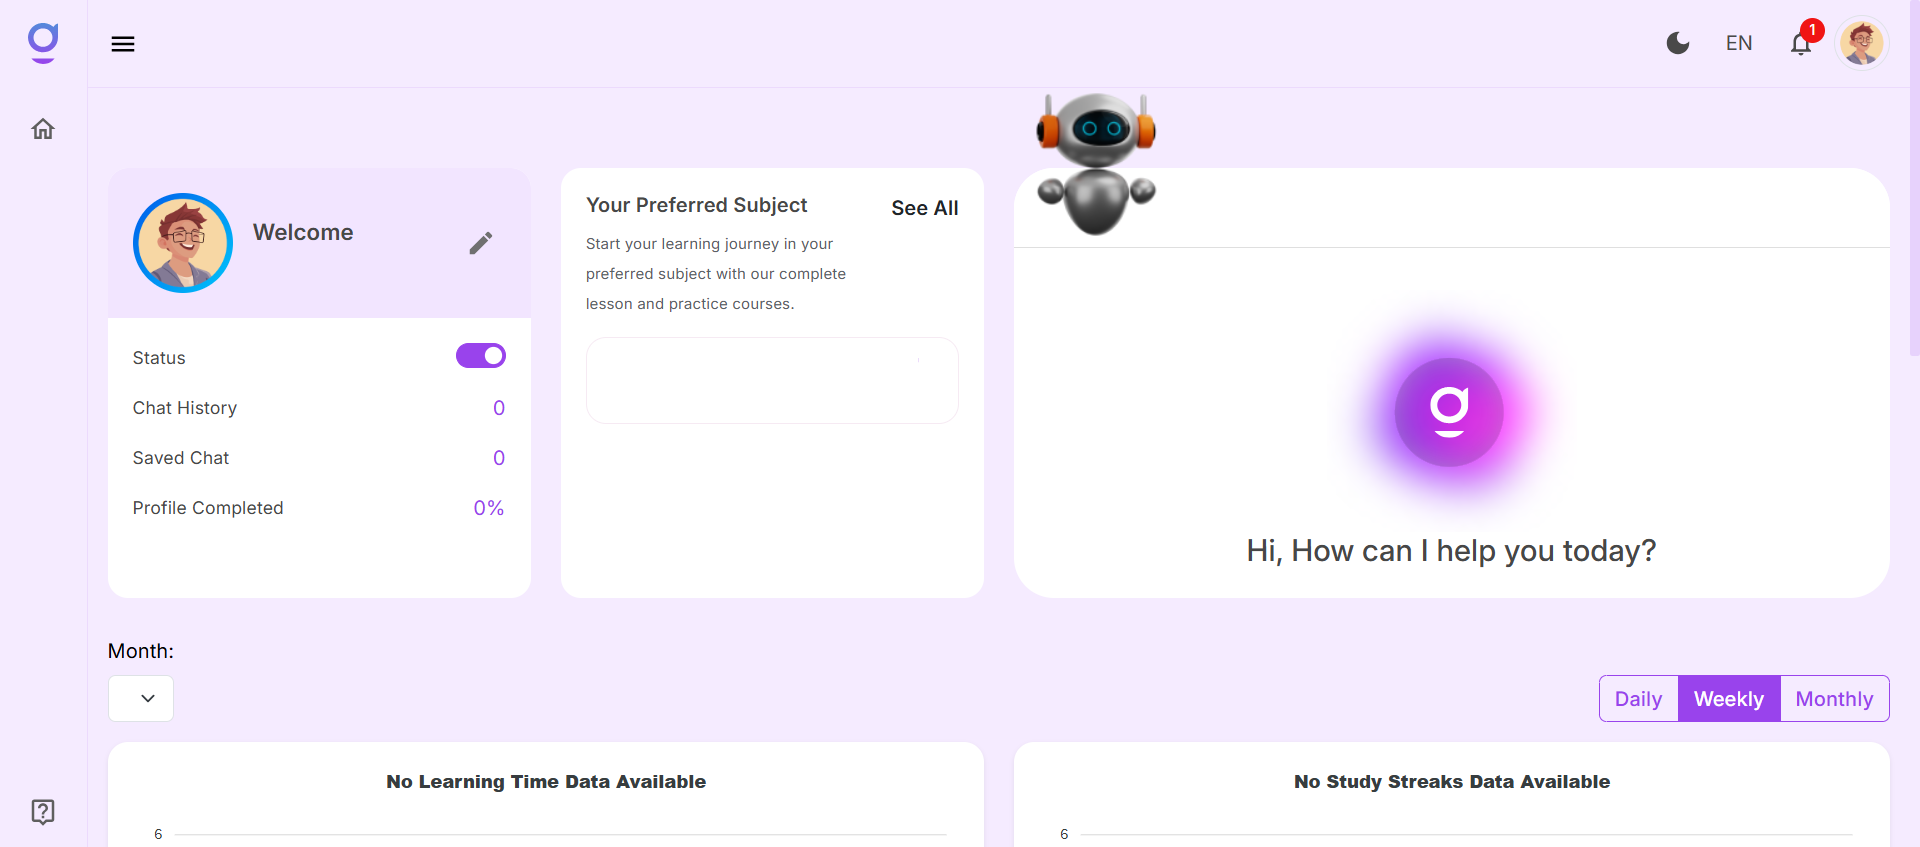 EN
1
Welcome
Status
Chat History
0
Saved Chat
0
Profile Completed
0%
Your Preferred Subject
See All
Start your learning journey in your
preferred subject with our complete
lesson and practice courses.
Hi, How can I help you today?
Month:
Daily
Weekly
Monthly
No Learning Time Data Available
6
No Study Streaks Data Available
6